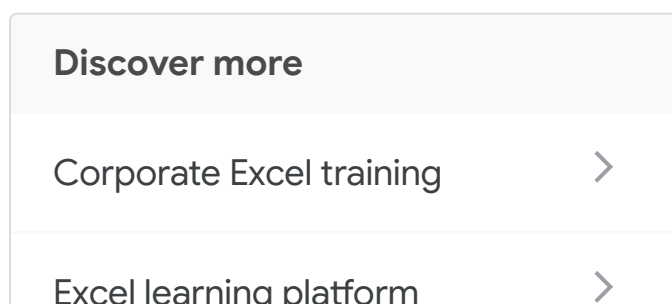 Discover more
Corporate Excel training
Excel learning platform